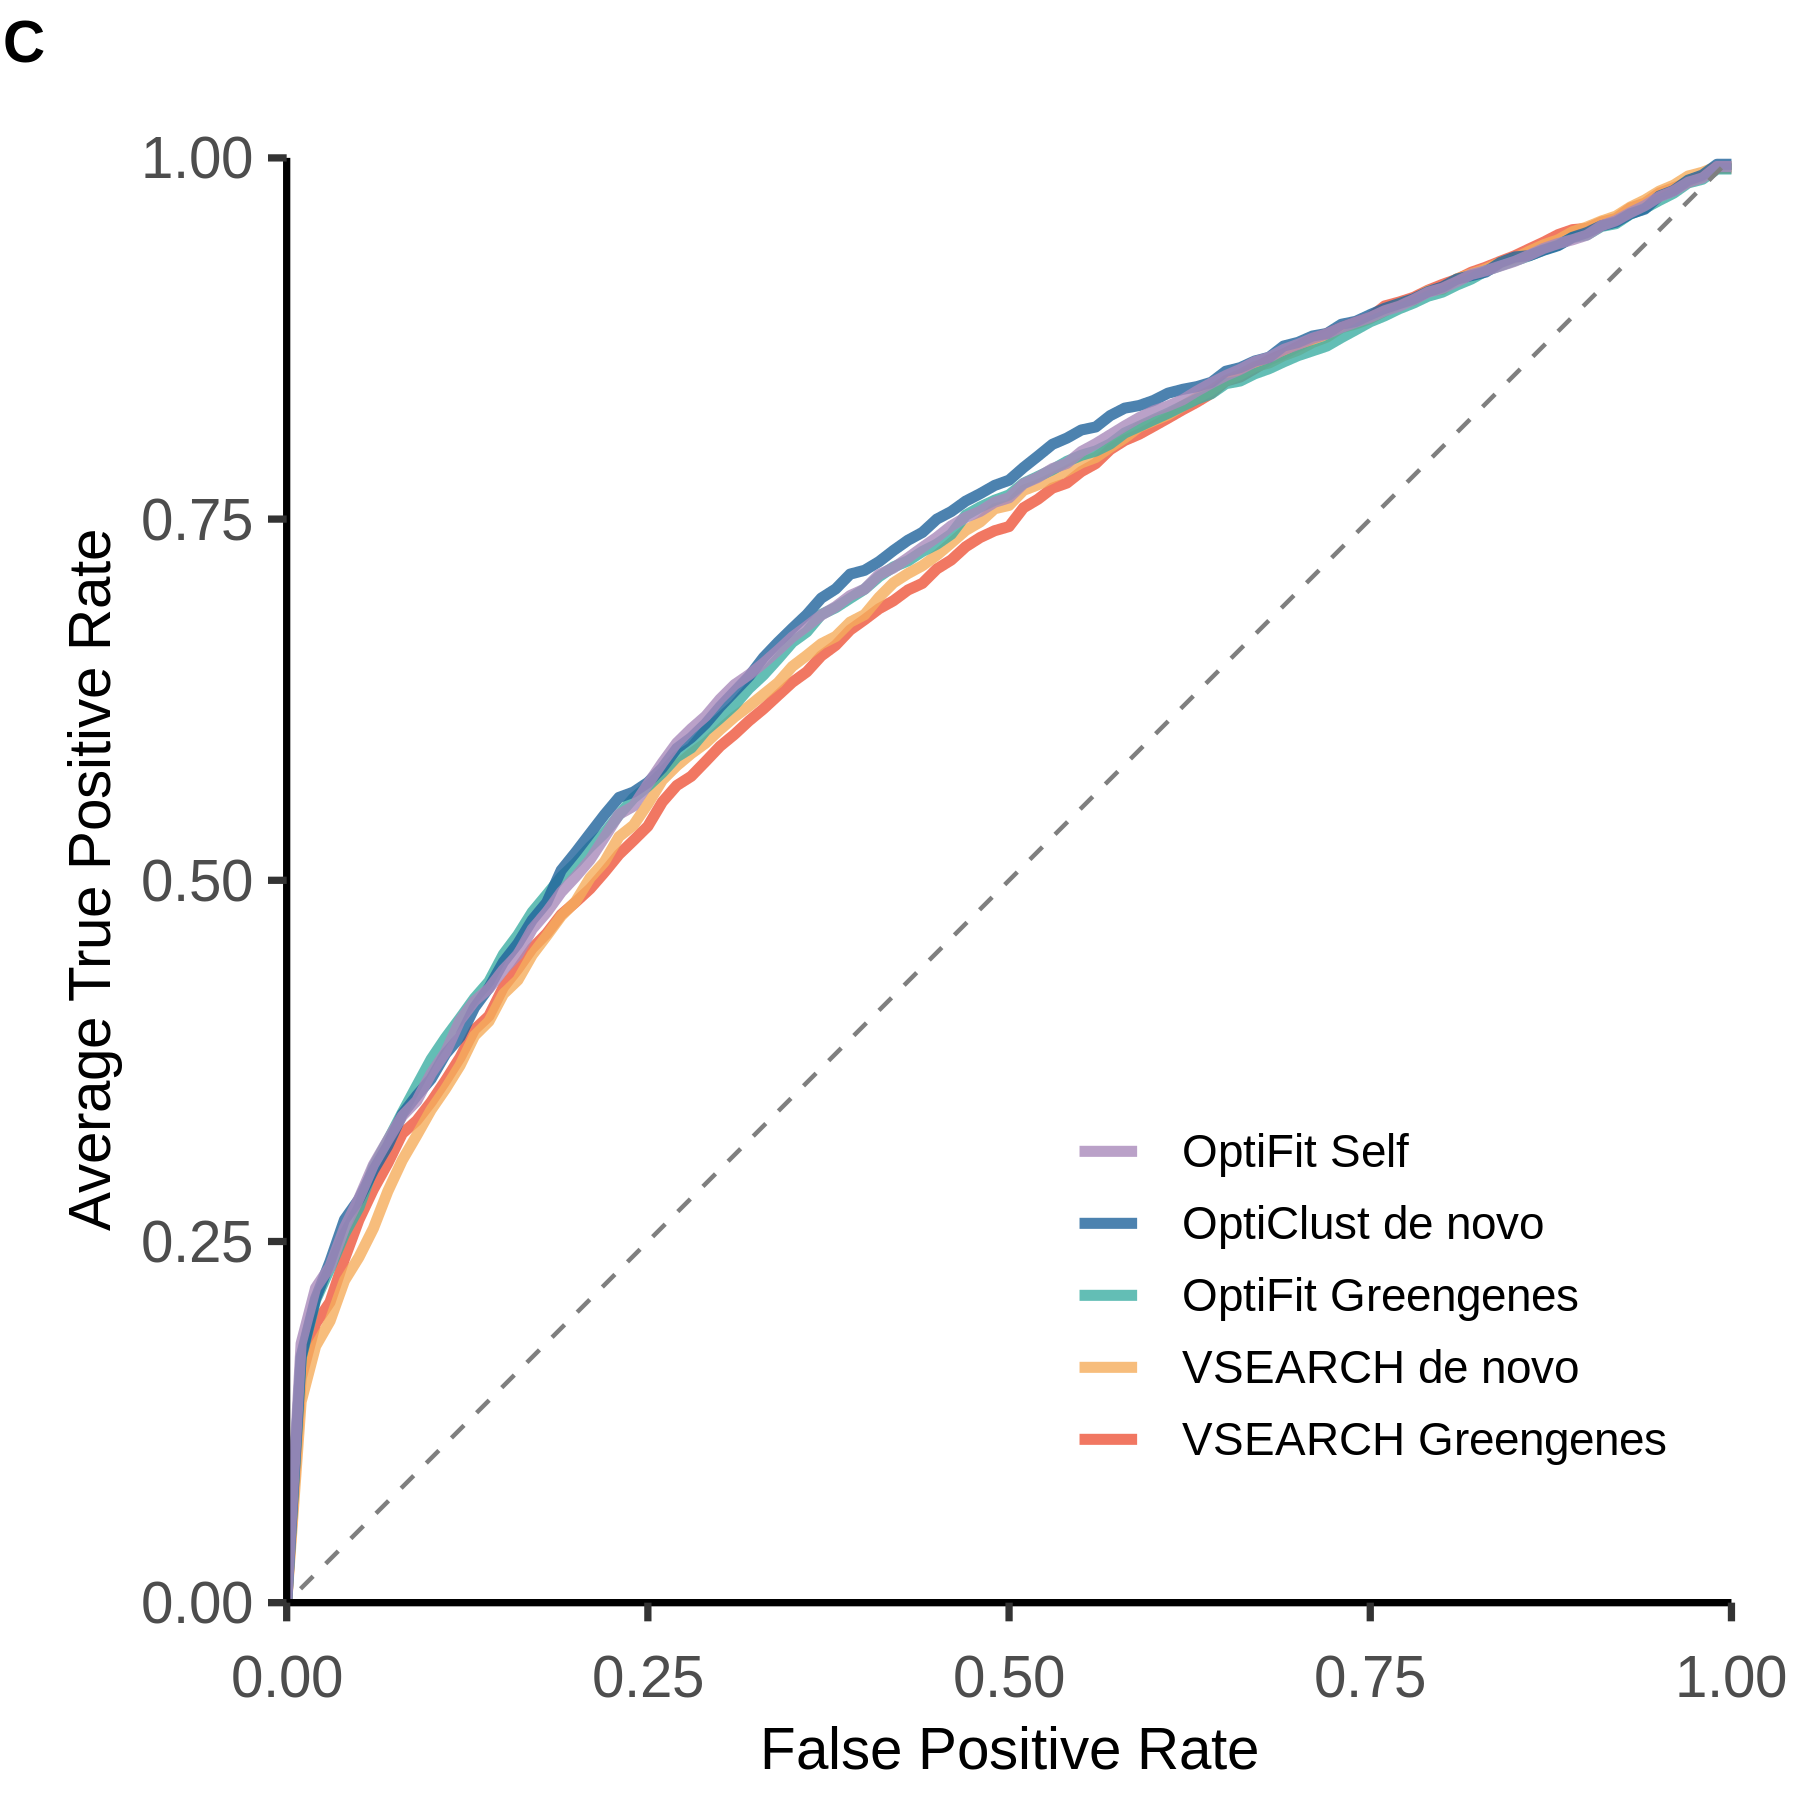 C
1.00
0.75
0.50
0.25
0.00
Average True Positive Rate
OptiFit Self
OptiClust de novo
OptiFit Greengenes
VSEARCH de novo
VSEARCH Greengenes
0.00 0.25 0.50 0.75 1.00
False Positive Rate